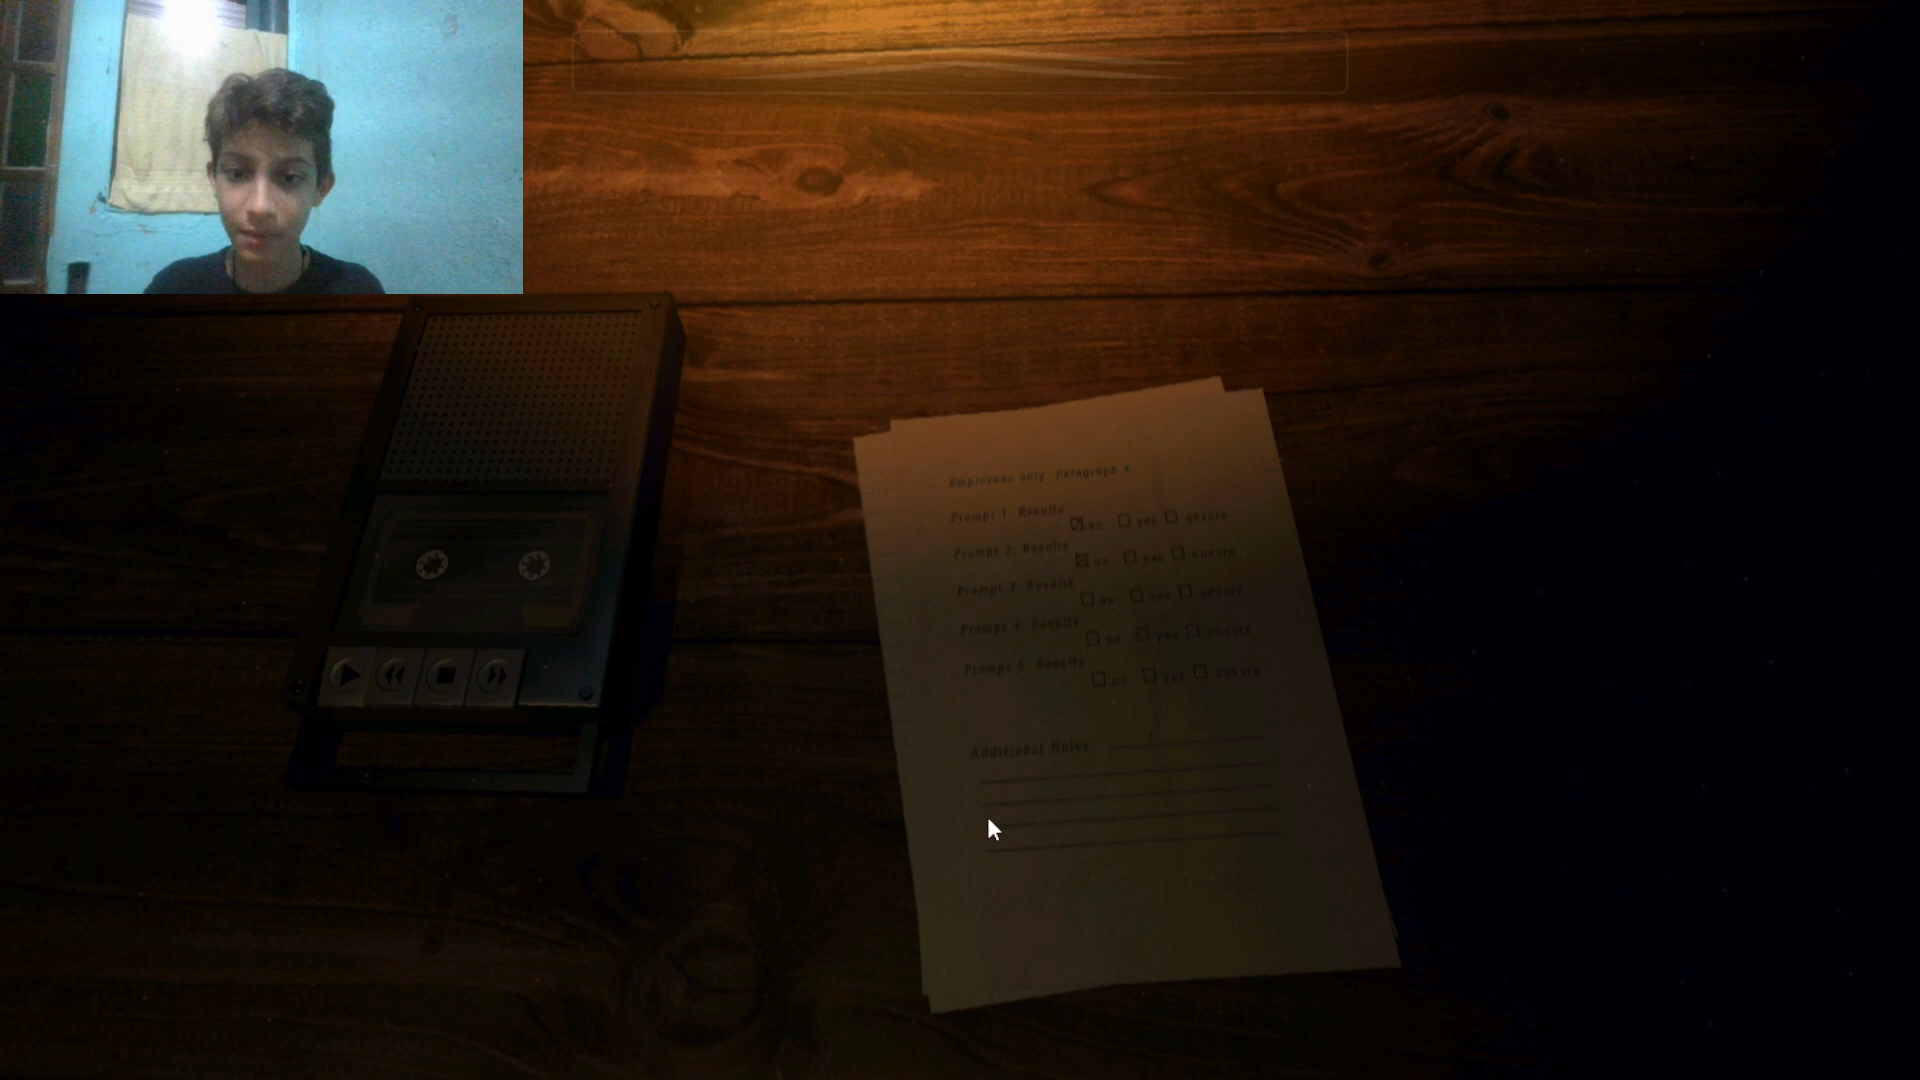 Employees only. Paragraph 4
Prompt 1: Results no yes unsure
Prompt 2: Results no yes unsure
Prompt 3: Results no yes unsure
Prompt 4: Results no yes unsure
Prompt 5: Results no yes unsure
Additional Notes